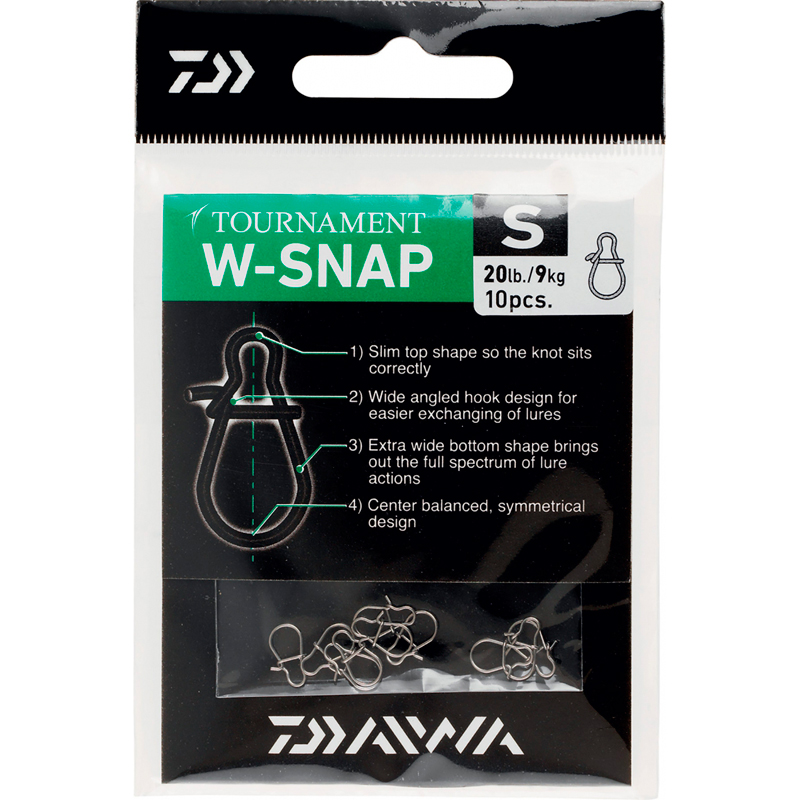 TOURNAMENT
W-SNAP
S
20lb./9kg
10pcs.
1) Slim top shape so the knot sits
correctly
2) Wide angled hook design for
easier exchanging of lures
3) Extra wide bottom shape brings
out the full spectrum of lure
actions
4) Center balanced, symmetrical
design
DAIWA